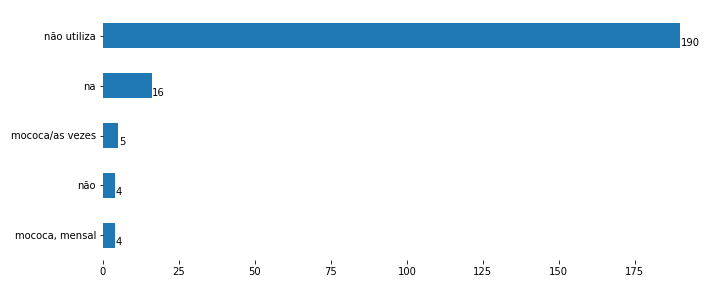 não utiliza
190
na
16
mococa/as vezes
5
não
4
mococa, mensal
4
0 25 50 75 100 125 150 175